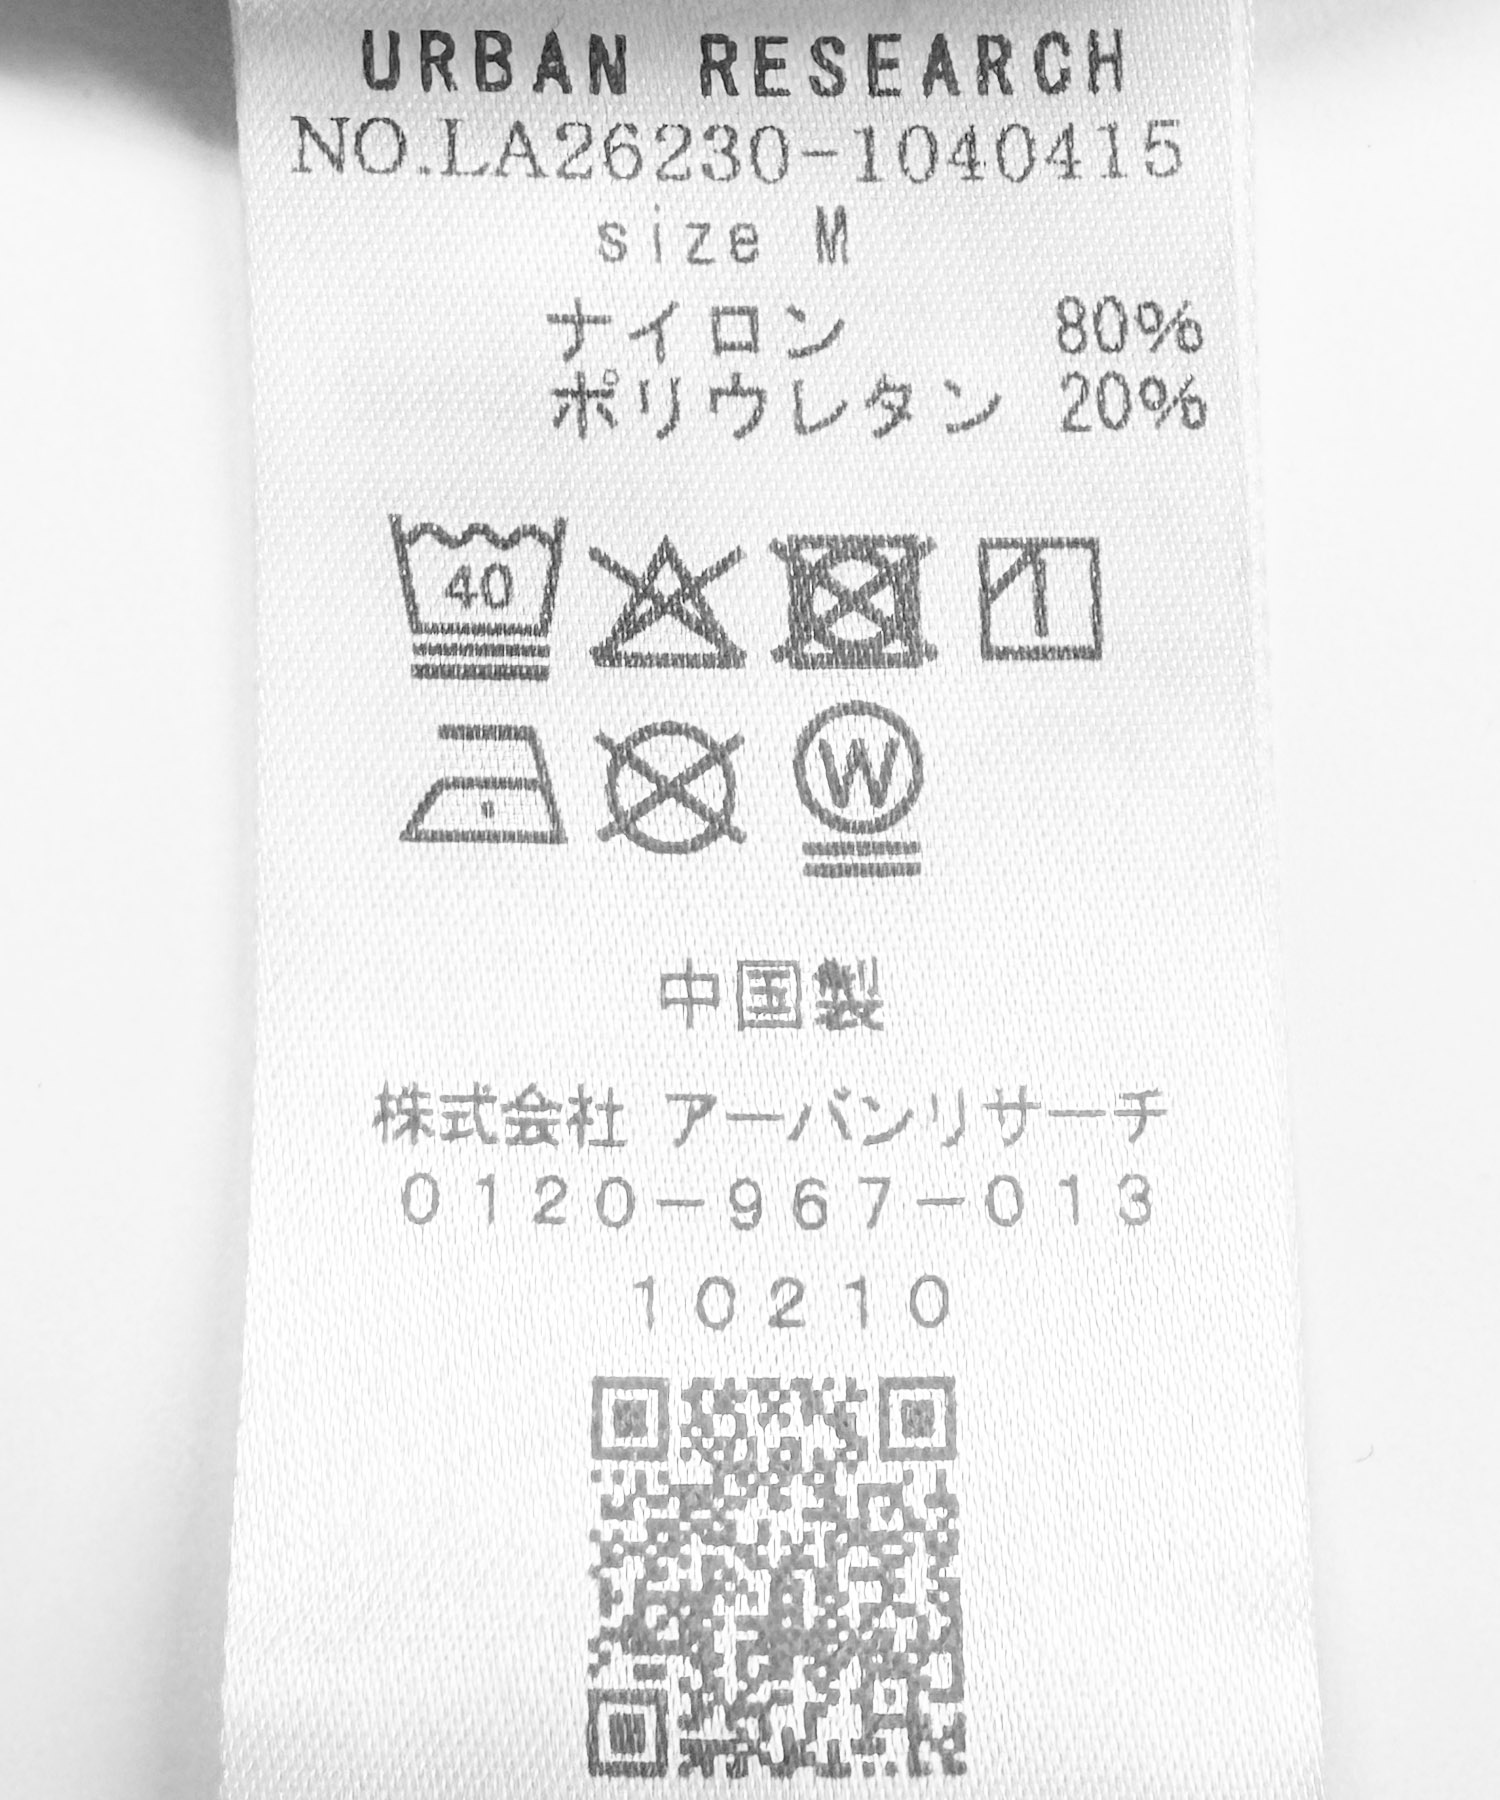 URBAN RESEARCH
NO.LA26230-1040415
size M
ナイロン 80%
ポリウレタン 20%
40
W
中国製
株式会社 アーバンリサーチ
0120-967-013
10210